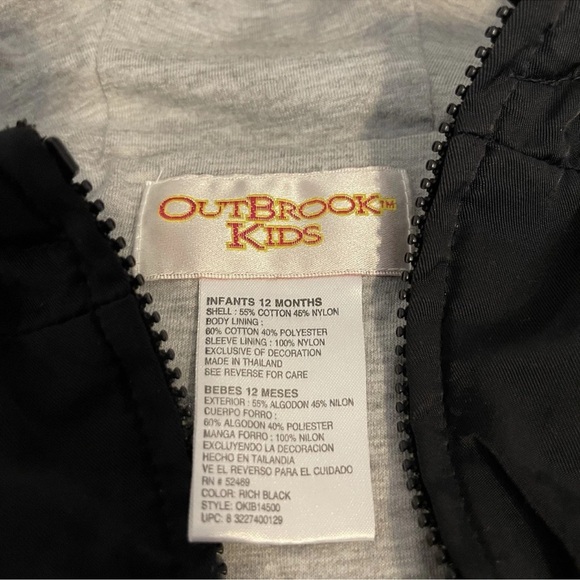 OUTBROOK™
KIDS
INFANTS 12 MONTHS
SHELL : 55% COTTON 45% NYLON
BODY LINING :
60% COTTON 40% POLYESTER
SLEEVE LINING : 100% NYLON
EXCLUSIVE OF DECORATION
MADE IN THAILAND
SEE REVERSE FOR CARE
BEBES 12 MESES
EXTERIOR : 55% ALGODON 45% NILON
CUERPO FORRO :
60% ALGODON 40% POLIESTER
MANGA FORRO : 100% NILON
EXCLUYENDO LA DECORACION
HECHO EN TAILANDIA
VE EL REVERSO PARA EL CUIDADO
RN # 52469
COLOR: RICH BLACK
STYLE: OKIB14500
UPC: 8 3227400129